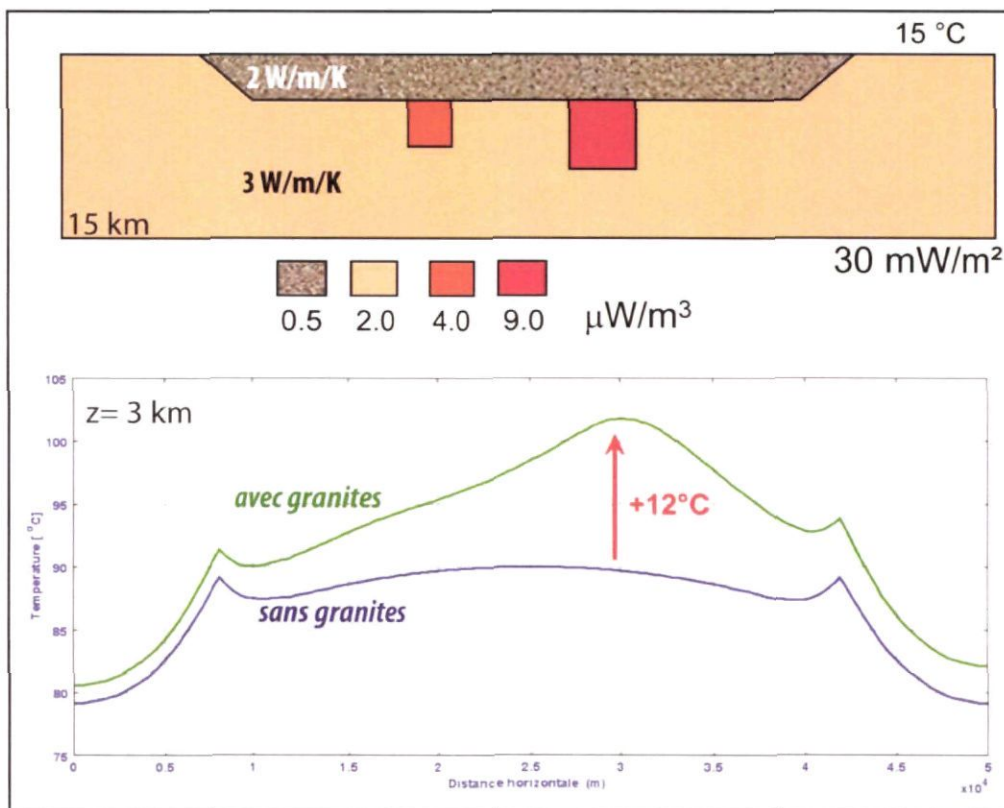 15 °C
2 W/m/K
3 W/m/K
15 km
30 mW/m²
0.5 2.0 4.0 9.0 µW/m³
105
z= 3 km
100
avec granites
95
+12°C
90
sans granites
85
80
75
Temperature [ °C]
0 0.5 1 1.5 2 2.5 3 3.5 4 4.5 5
Distance horizontale (m)
x10⁴